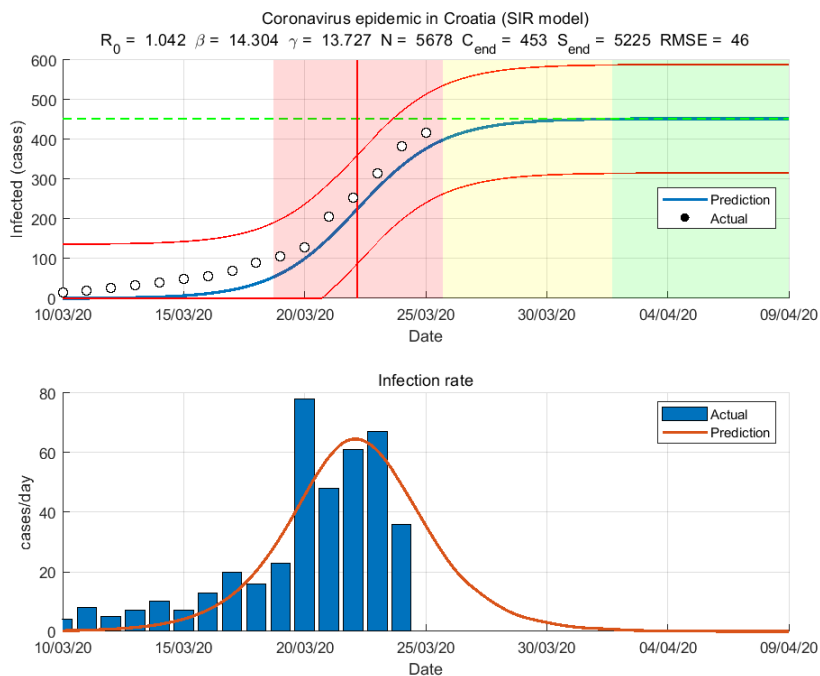 Coronavirus epidemic in Croatia (SIR model)
R0 = 1.042 β = 14.304 γ = 13.727 N = 5678 Cend = 453 Send = 5225 RMSE = 46
600
500
400
300
200
100
0
Infected (cases)
Prediction
Actual
10/03/20 15/03/20 20/03/20 25/03/20 30/03/20 04/04/20 09/04/20
Date
Infection rate
80
60
40
20
0
cases/day
Actual
Prediction
10/03/20 15/03/20 20/03/20 25/03/20 30/03/20 04/04/20 09/04/20
Date